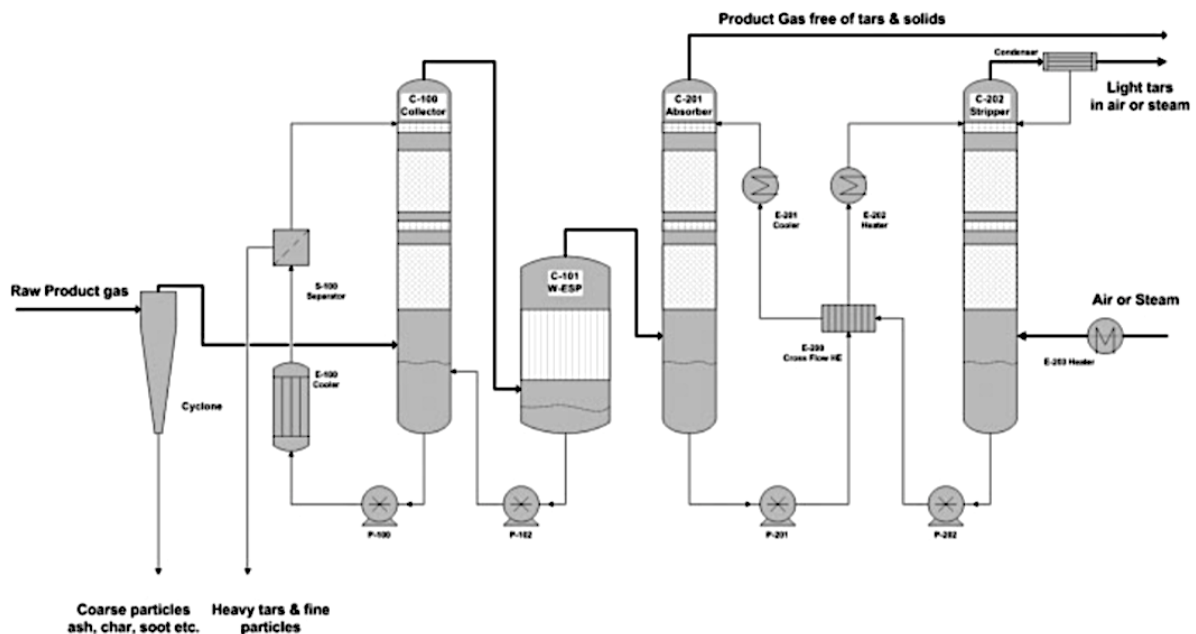 Product Gas free of tars & solids
Condenser
Light tars
in air or steam
C-100
Collector
C-201
Absorber
C-202
Stripper
E-201
Cooler
E-202
Heater
C-101
W-ESP
S-100
Separator
Raw Product gas
Air or Steam
E-200
Cross Flow HE
E-203 Heater
E-100
Cooler
Cyclone
P-100
P-102
P-201
P-202
Coarse particles
ash, char, soot etc.
Heavy tars & fine
particles